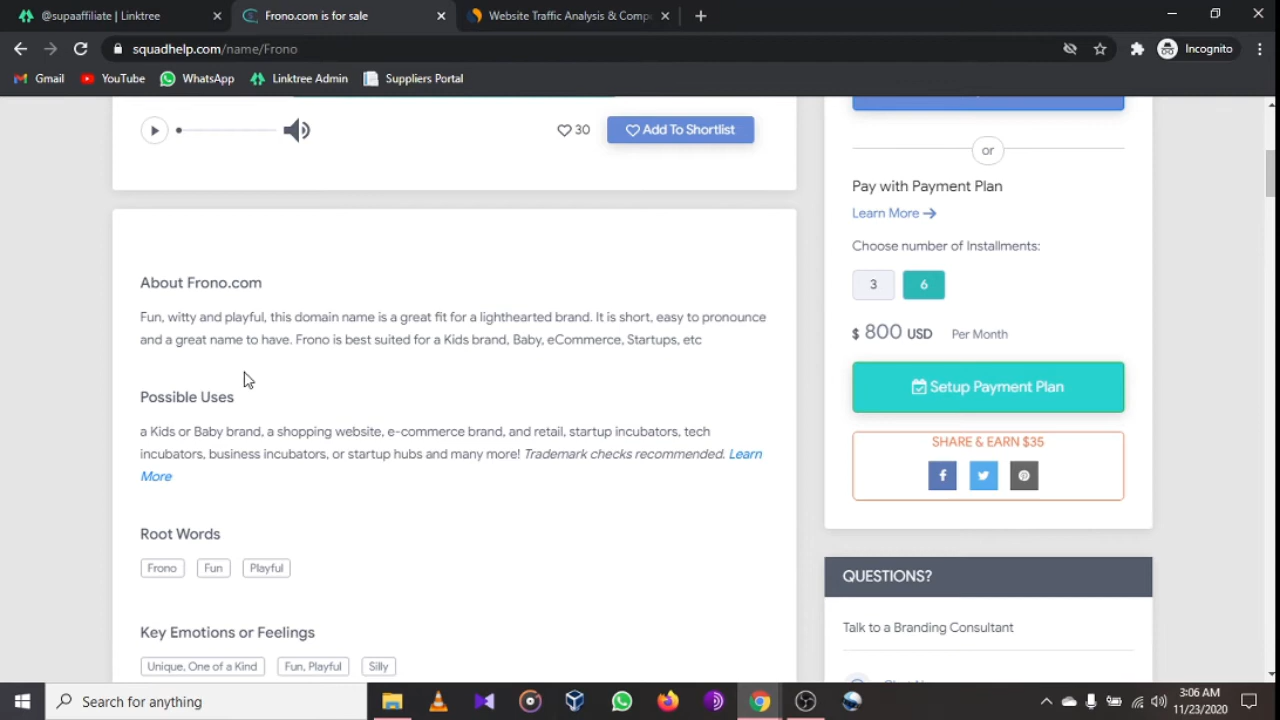 @supaaffiliate | Linktree
Frono.com is for sale
Website Traffic Analysis & Comp
squadhelp.com/name/Frono
Incognito
Gmail
YouTube
WhatsApp
Linktree Admin
Suppliers Portal
30
Add To Shortlist
or
Pay with Payment Plan
Learn More
Choose number of Installments:
3
6
$ 800 USD Per Month
Setup Payment Plan
SHARE & EARN $35
QUESTIONS?
Talk to a Branding Consultant
About Frono.com
Fun, witty and playful, this domain name is a great fit for a lighthearted brand. It is short, easy to pronounce
and a great name to have. Frono is best suited for a Kids brand, Baby, eCommerce, Startups, etc
Possible Uses
a Kids or Baby brand, a shopping website, e-commerce brand, and retail, startup incubators, tech
incubators, business incubators, or startup hubs and many more! Trademark checks recommended. Learn
More
Root Words
Frono
Fun
Playful
Key Emotions or Feelings
Unique, One of a Kind
Fun, Playful
Silly
Search for anything
3:06 AM
11/23/2020